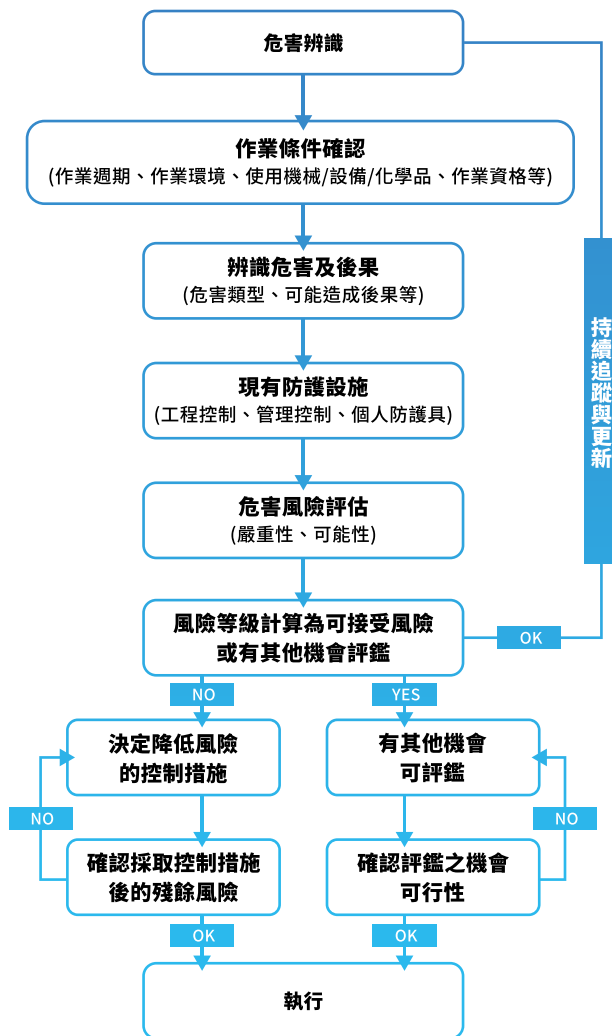 危害辨識
作業條件確認
(作業週期、作業環境、使用機械/設備/化學品、作業資格等)
辨識危害及後果
(危害類型、可能造成後果等)
現有防護設施
(工程控制、管理控制、個人防護具)
危害風險評估
(嚴重性、可能性)
風險等級計算為可接受風險
或有其他機會評鑑
OK
持續追蹤與更新
NO
YES
決定降低風險
的控制措施
有其他機會
可評鑑
NO
NO
確認採取控制措施
後的殘餘風險
確認評鑑之機會
可行性
OK
OK
執行